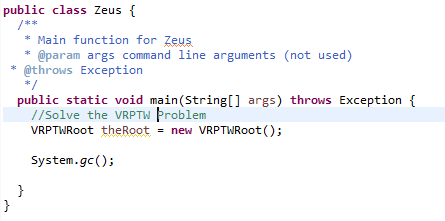 public class Zeus {
/**
* Main function for Zeus
* @param args command line arguments (not used)
* @throws Exception
*/
public static void main(String[] args) throws Exception {
//Solve the VRPTW Problem
VRPTWRoot theRoot = new VRPTWRoot();
System.gc();
}
}